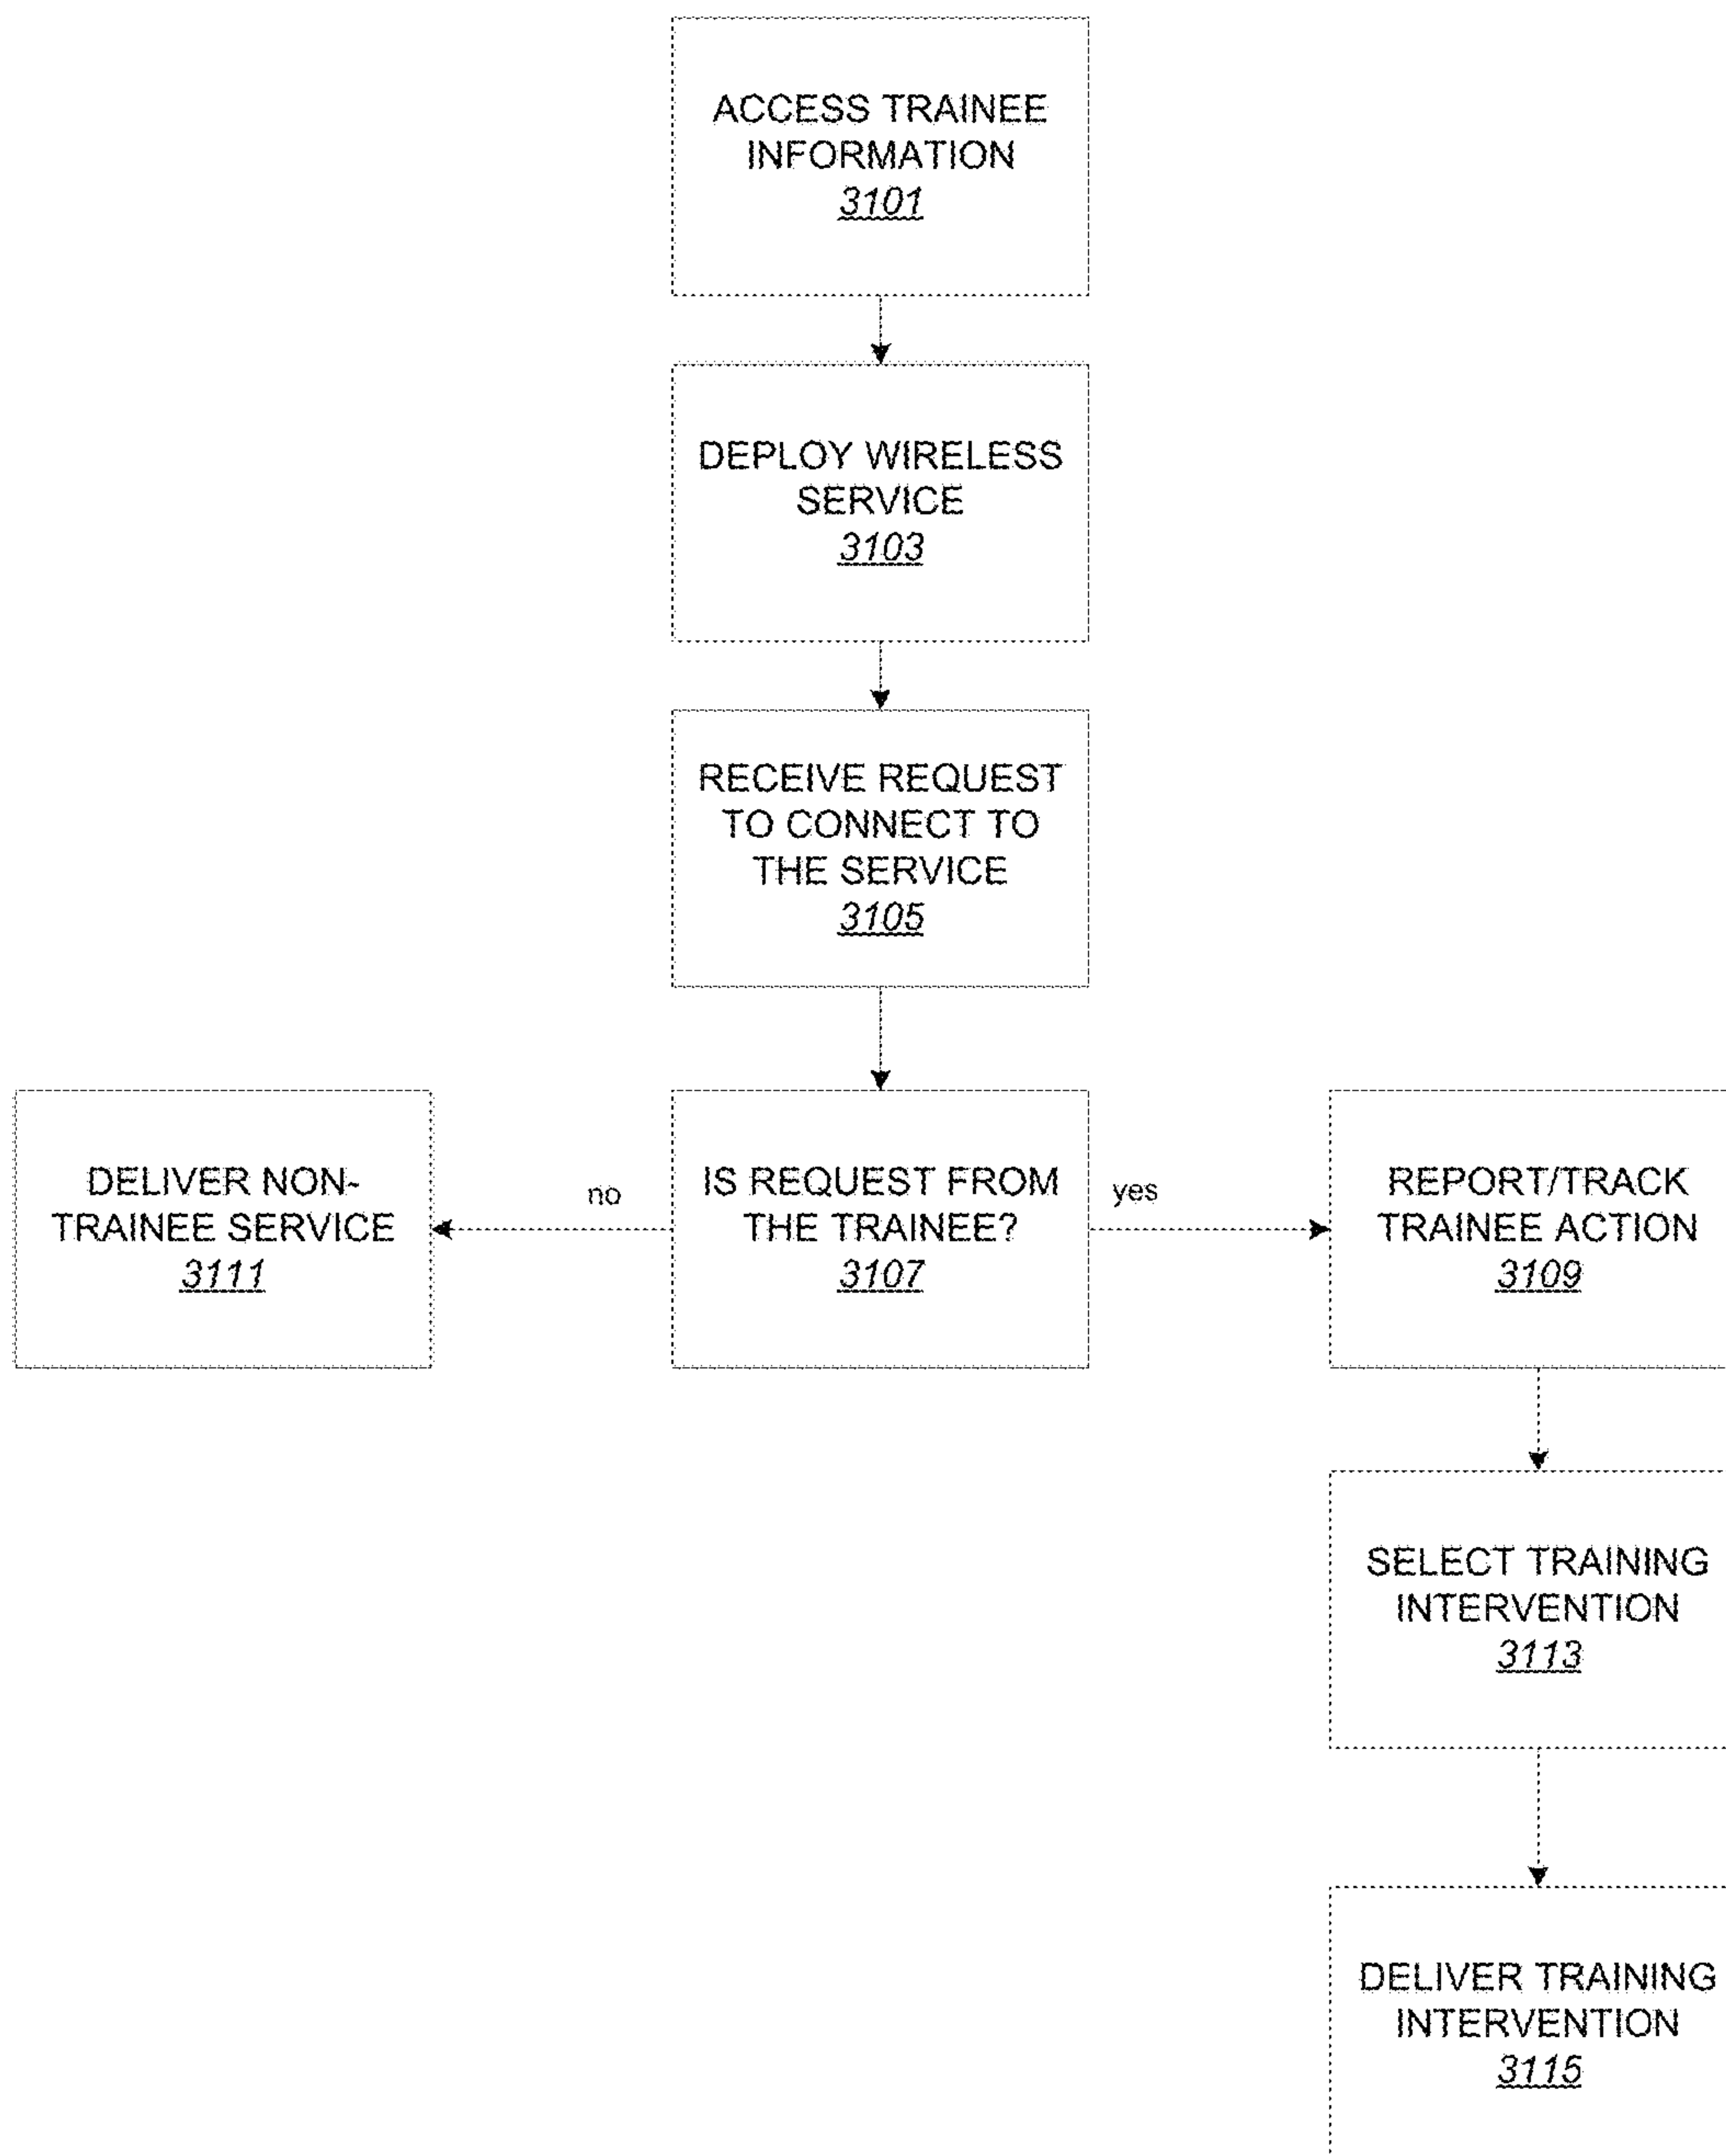 ACCESS TRAINEE
INFORMATION
3101
DEPLOY WIRELESS
SERVICE
3103
RECEIVE REQUEST
TO CONNECT TO
THE SERVICE
3105
DELIVER NON-
TRAINEE SERVICE
3111
no
IS REQUEST FROM
THE TRAINEE?
3107
yes
REPORT/TRACK
TRAINEE ACTION
3109
SELECT TRAINING
INTERVENTION
3113
DELIVER TRAINING
INTERVENTION
3115